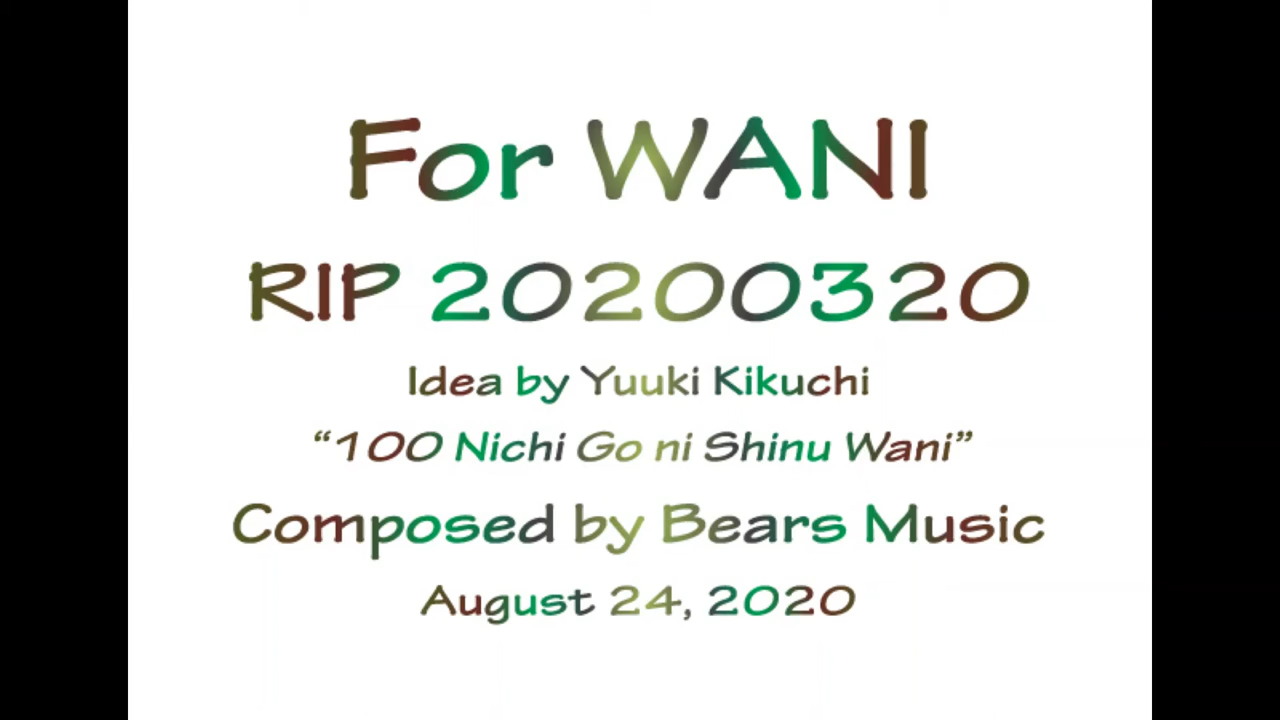 For WANI
RIP 20200320
Idea by Yuuki Kikuchi
“100 Nichi Go ni Shinu Wani”
Composed by Bears Music
August 24, 2020